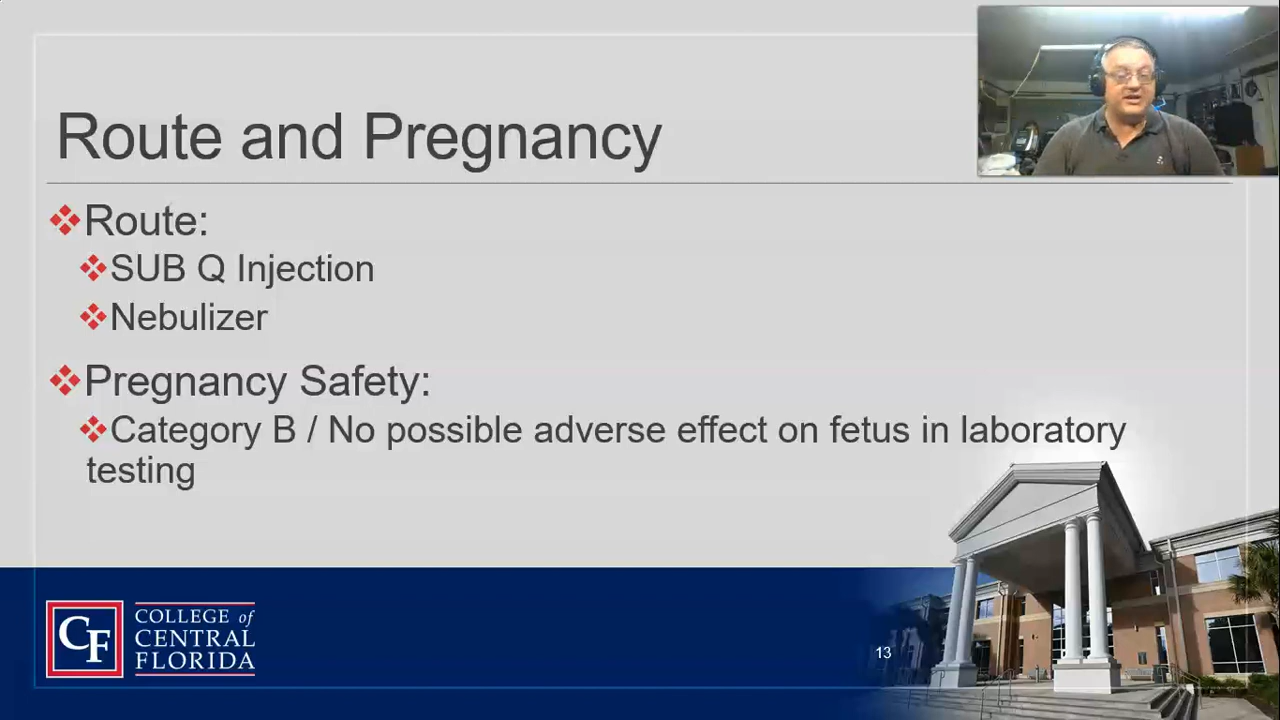 Route and Pregnancy
Route:
SUB Q Injection
Nebulizer
Pregnancy Safety:
Category B / No possible adverse effect on fetus in laboratory
testing
CF
COLLEGE of
CENTRAL
FLORIDA
13